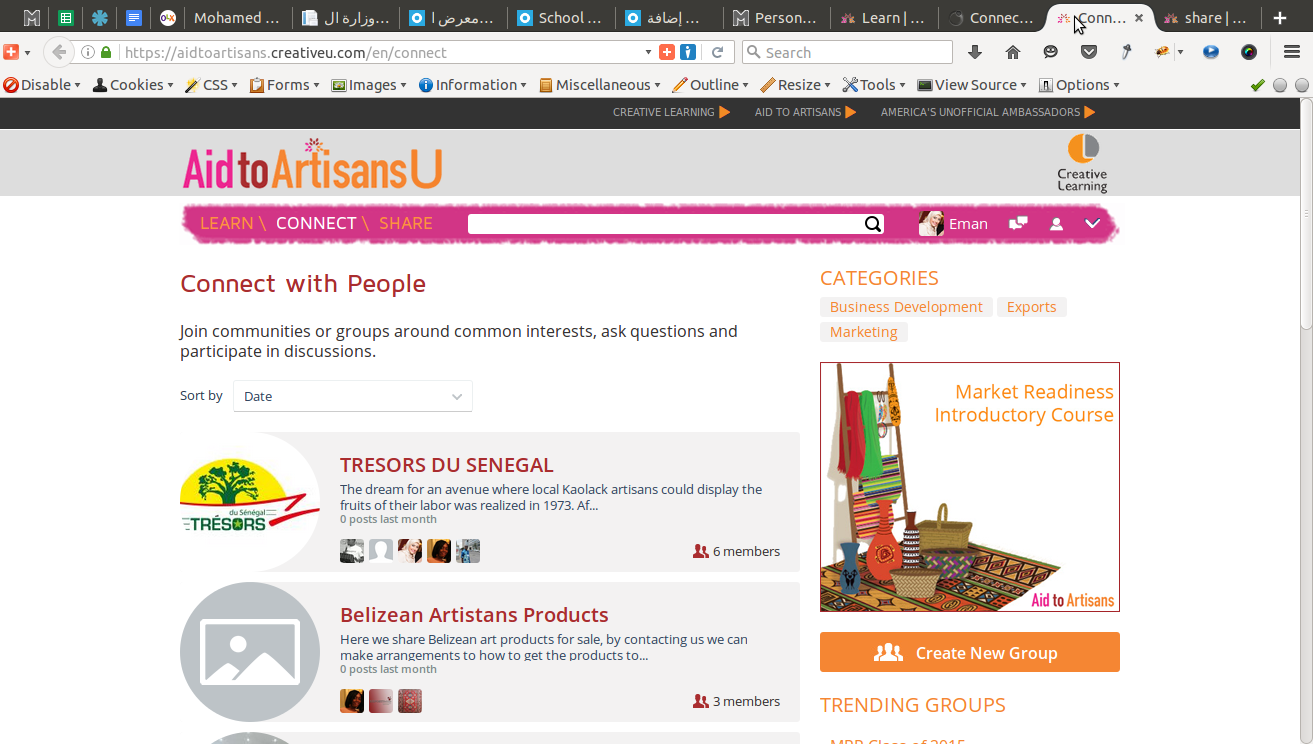 Mohamed ...
وزارة ال...
معرض ا...
School ...
إضافة ...
Person...
Learn | ...
Connec...
Conn...
share | ...
https://aidtoartisans.creativeu.com/en/connect
Search
Disable
Cookies
CSS
Forms
Images
Information
Miscellaneous
Outline
Resize
Tools
View Source
Options
CREATIVE LEARNING
AID TO ARTISANS
AMERICA'S UNOFFICIAL AMBASSADORS
Aid to Artisans U
Creative
Learning
LEARN \ CONNECT \ SHARE
Eman
Connect with People
Join communities or groups around common interests, ask questions and
participate in discussions.
Sort by
Date
du Sénégal
TRÉSORS
TRESORS DU SENEGAL
The dream for an avenue where local Kaolack artisans could display the
fruits of their labor was realized in 1973. Af...
0 posts last month
6 members
Belizean Artistans Products
Here we share Belizean art products for sale, by contacting us we can
make arrangements to how to get the products to...
0 posts last month
3 members
CATEGORIES
Business Development
Exports
Marketing
Market Readiness
Introductory Course
Aid to Artisans
Create New Group
TRENDING GROUPS
MRP Class of 2015